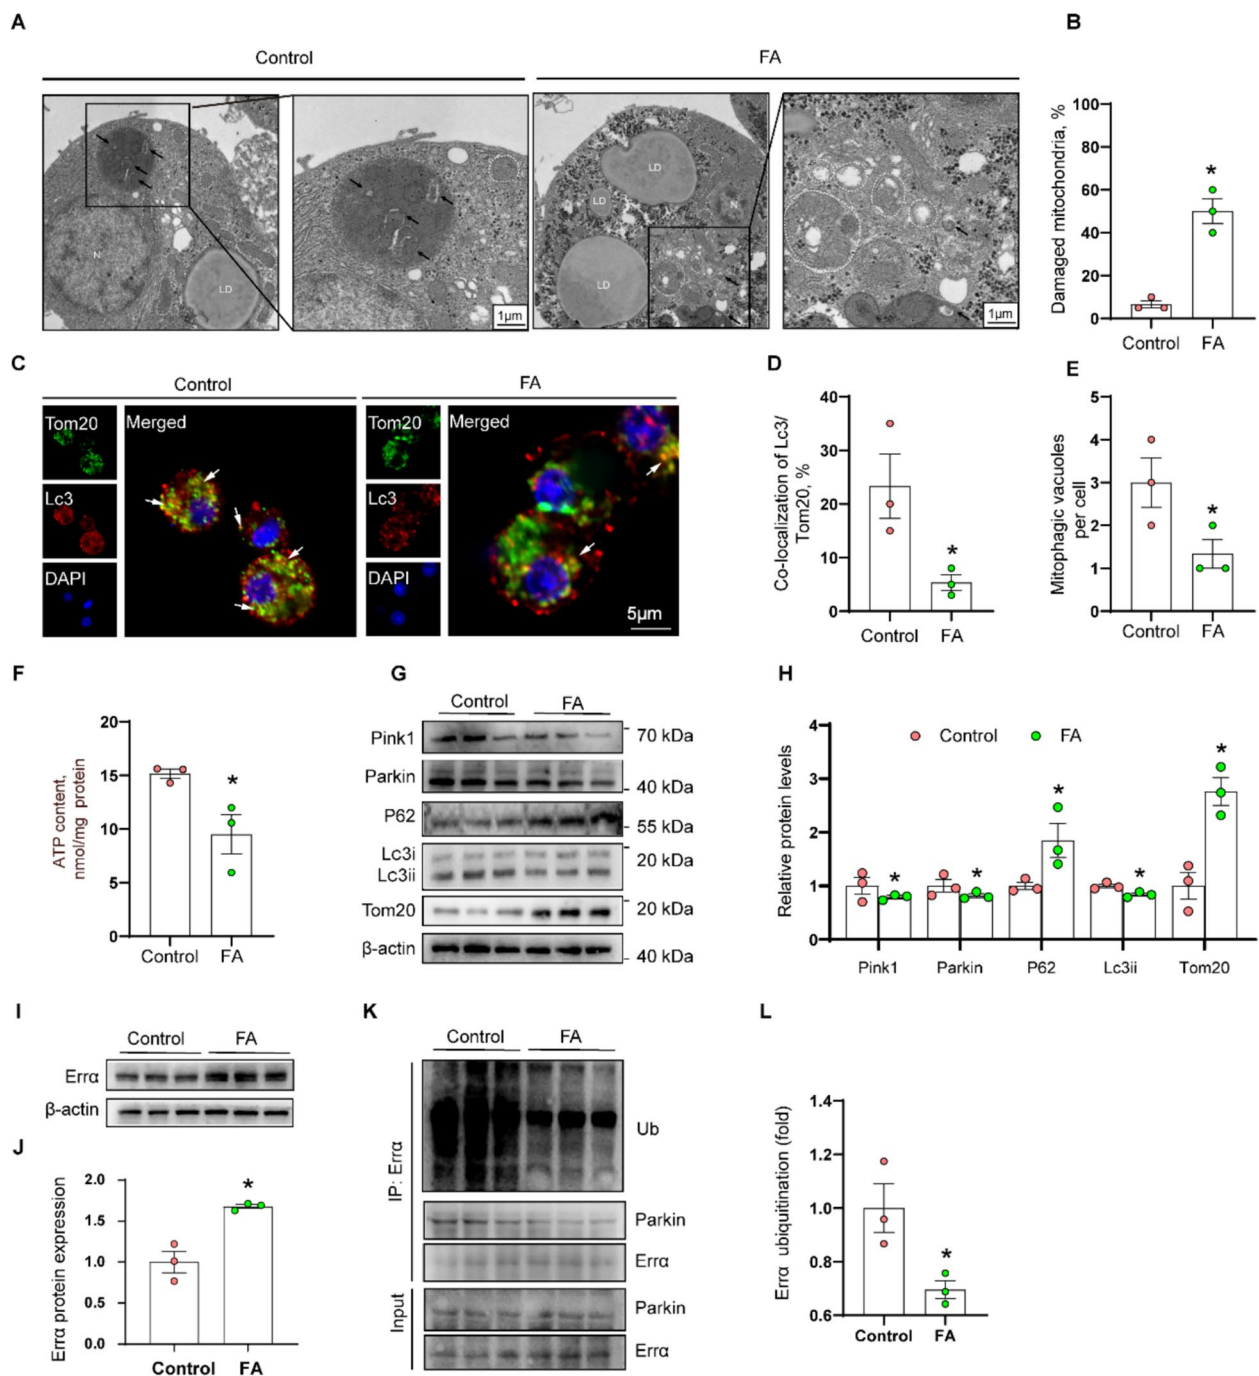 A
Control
FA
N
LD
1μm
LD
LD
LD
N
1μm
B
Damaged mitochondria, %
100
80
60
40
20
0
*
Control
FA
C
Control
FA
Tom20
Merged
Lc3
DAPI
Tom20
Merged
Lc3
DAPI
5μm
D
Co-localization of Lc3/
Tom20, %
40
30
20
10
0
*
Control
FA
E
Mitophagic vacuoles
per cell
5
4
3
2
1
0
*
Control
FA
F
ATP content,
nmol/mg protein
20
15
10
5
0
*
Control
FA
G
Control
FA
Pink1
70 kDa
Parkin
40 kDa
P62
55 kDa
Lc3i
20 kDa
Lc3ii
Tom20
20 kDa
β-actin
40 kDa
H
Control
FA
Relative protein levels
4
3
2
1
0
*
*
*
*
*
Pink1
Parkin
P62
Lc3ii
Tom20
I
Control
FA
Errα
β-actin
J
Errα protein expression
2.0
1.5
1.0
0.5
0.0
*
Control
FA
K
Control
FA
IP: Errα
Ub
Parkin
Errα
Input
Parkin
Errα
L
Errα ubiquitination (fold)
1.4
1.2
1.0
0.8
0.6
*
Control
FA